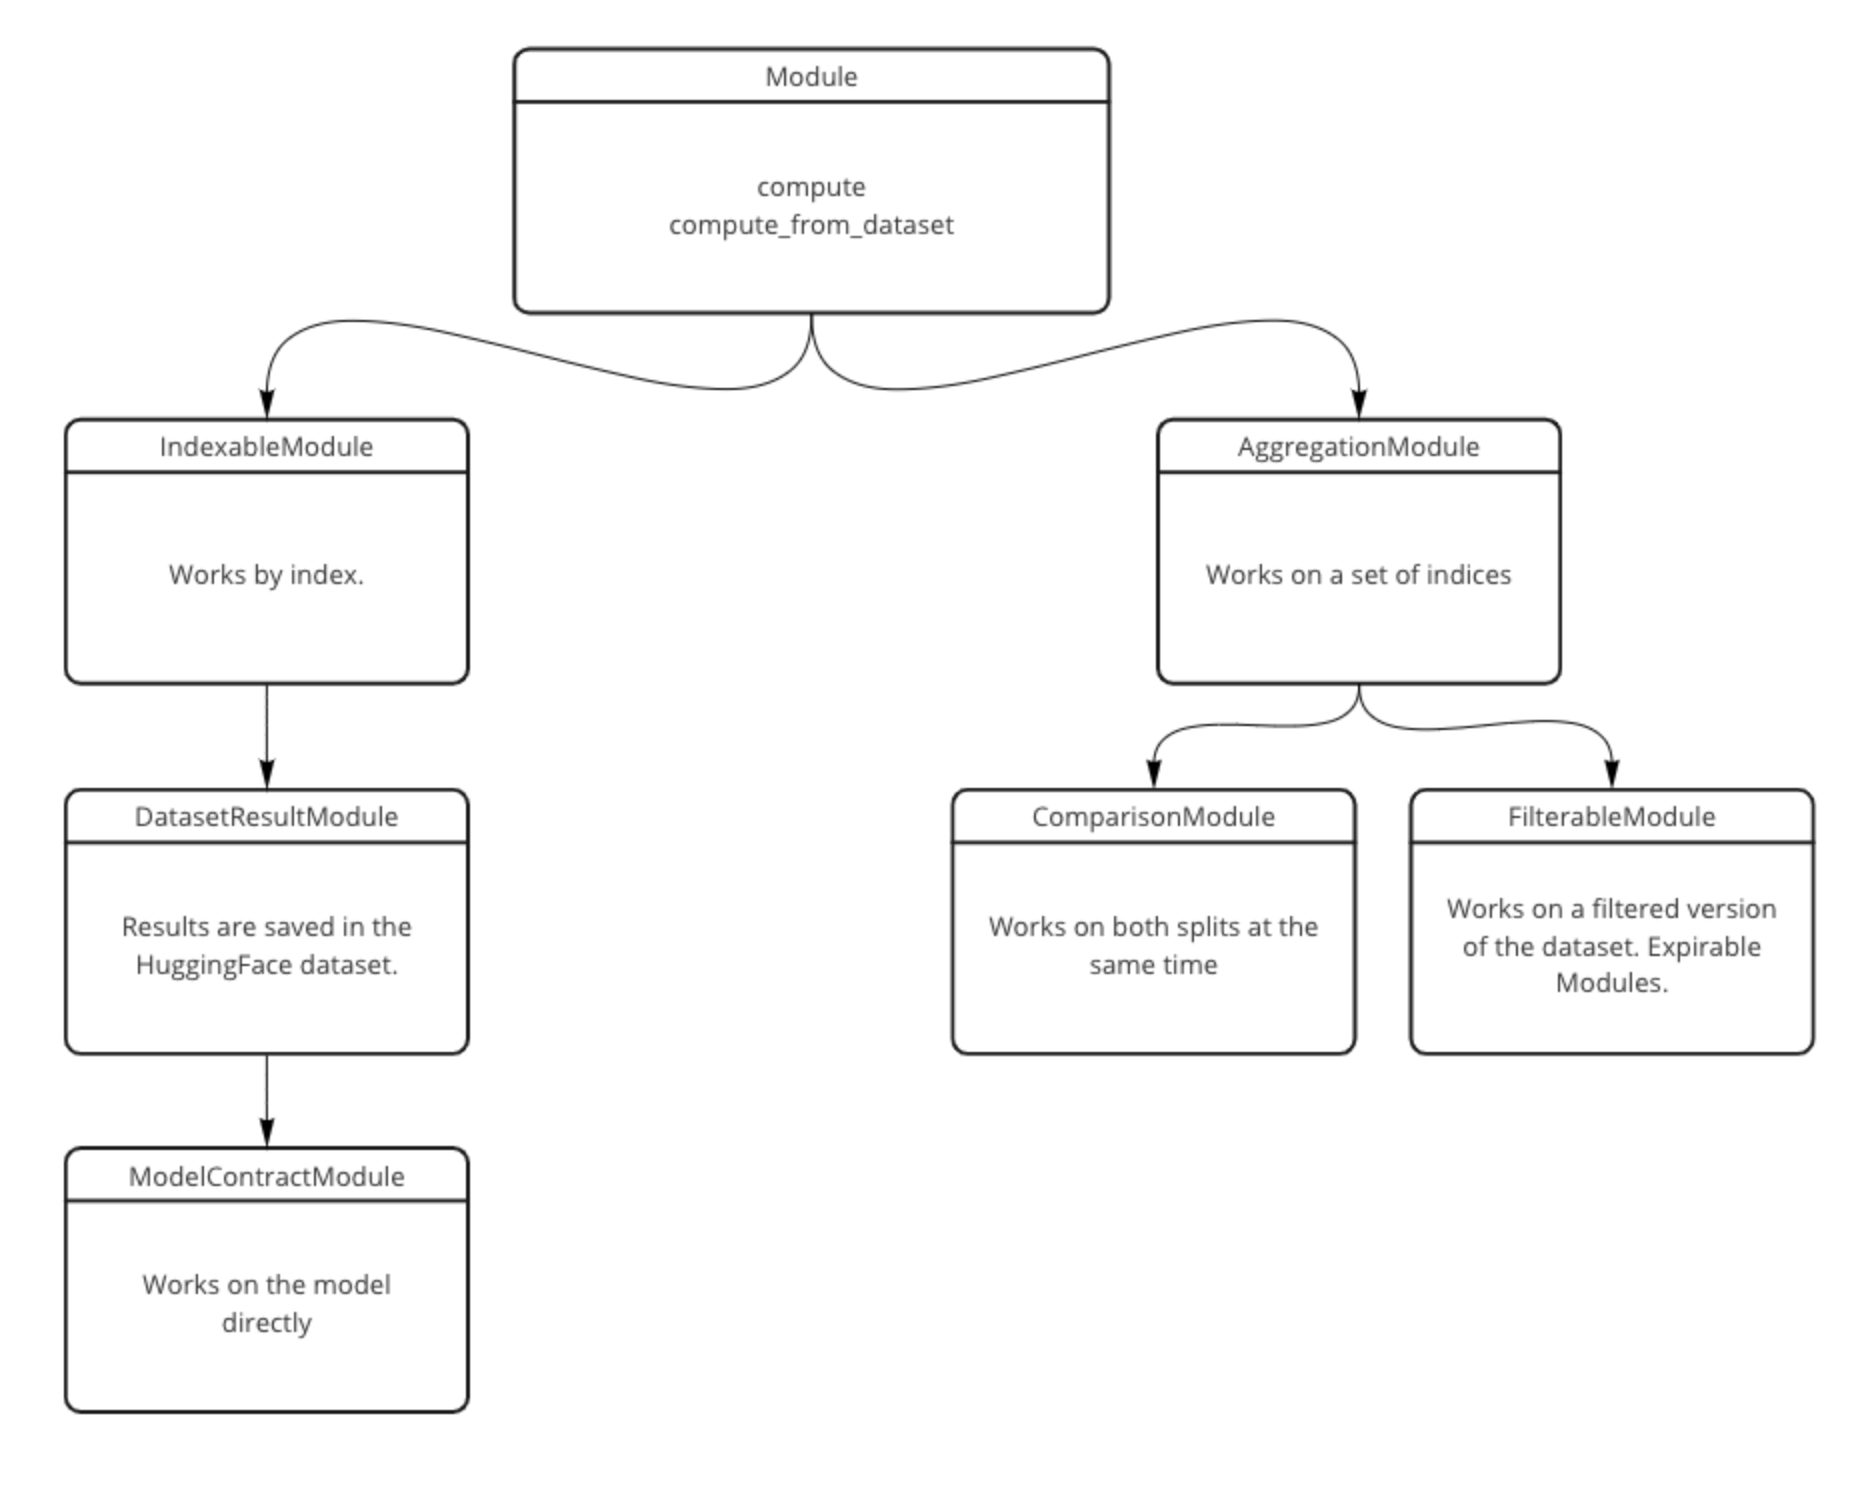 Module
compute
compute_from_dataset
IndexableModule
Works by index.
AggregationModule
Works on a set of indices
DatasetResultModule
Results are saved in the
HuggingFace dataset.
ComparisonModule
Works on both splits at the
same time
FilterableModule
Works on a filtered version
of the dataset. Expirable
Modules.
ModelContractModule
Works on the model
directly